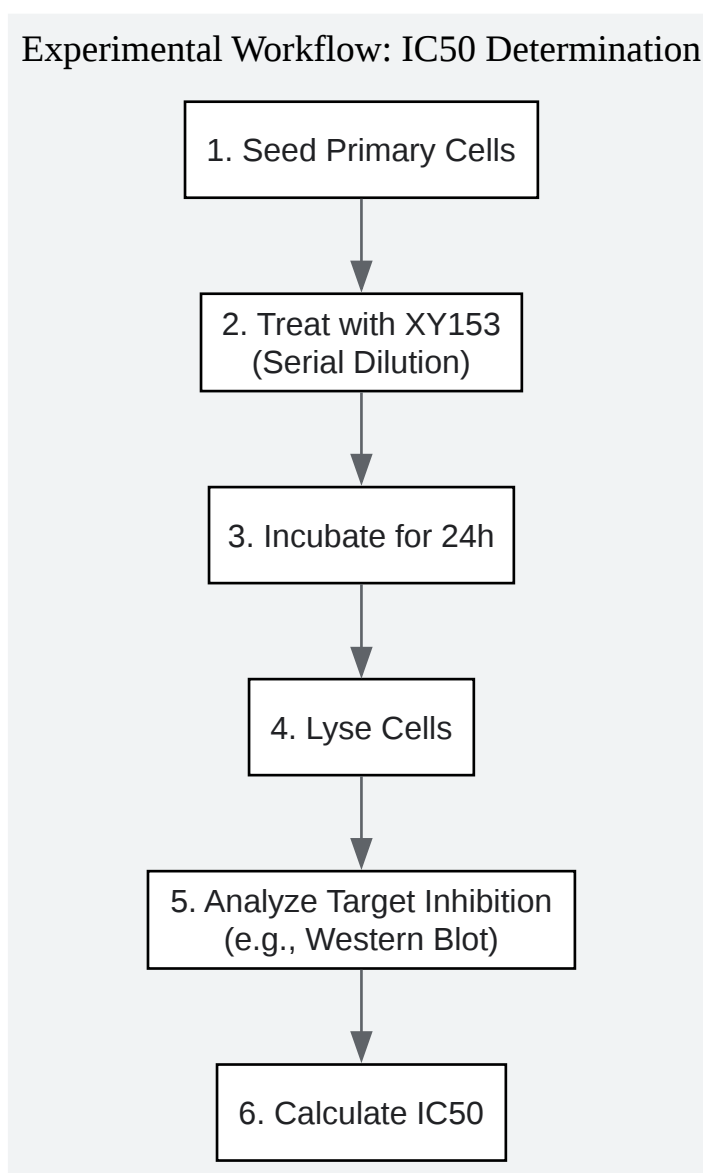 Experimental Workflow: IC50 Determination
1. Seed Primary Cells
2. Treat with XY153
(Serial Dilution)
3. Incubate for 24h
4. Lyse Cells
5. Analyze Target Inhibition
(e.g., Western Blot)
6. Calculate IC50